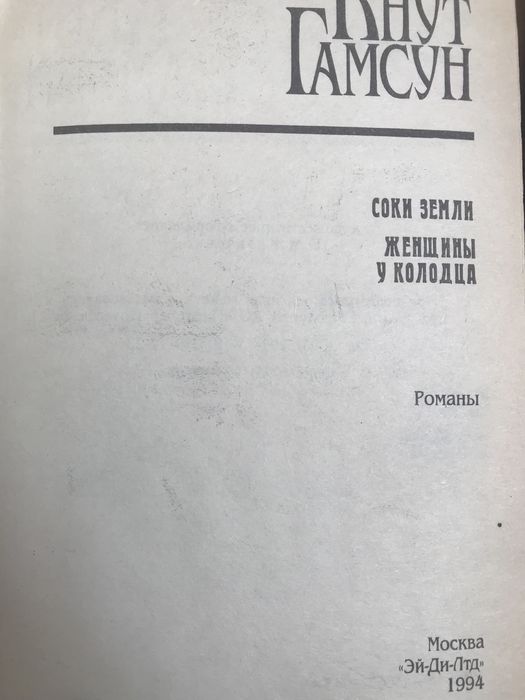 Кнут
Гамсун
СОКИ ЗЕМЛИ
ЖЕНЩИНЫ
У КОЛОДЦА
Романы
Москва
«Эй-Ди-Лтд»
1994